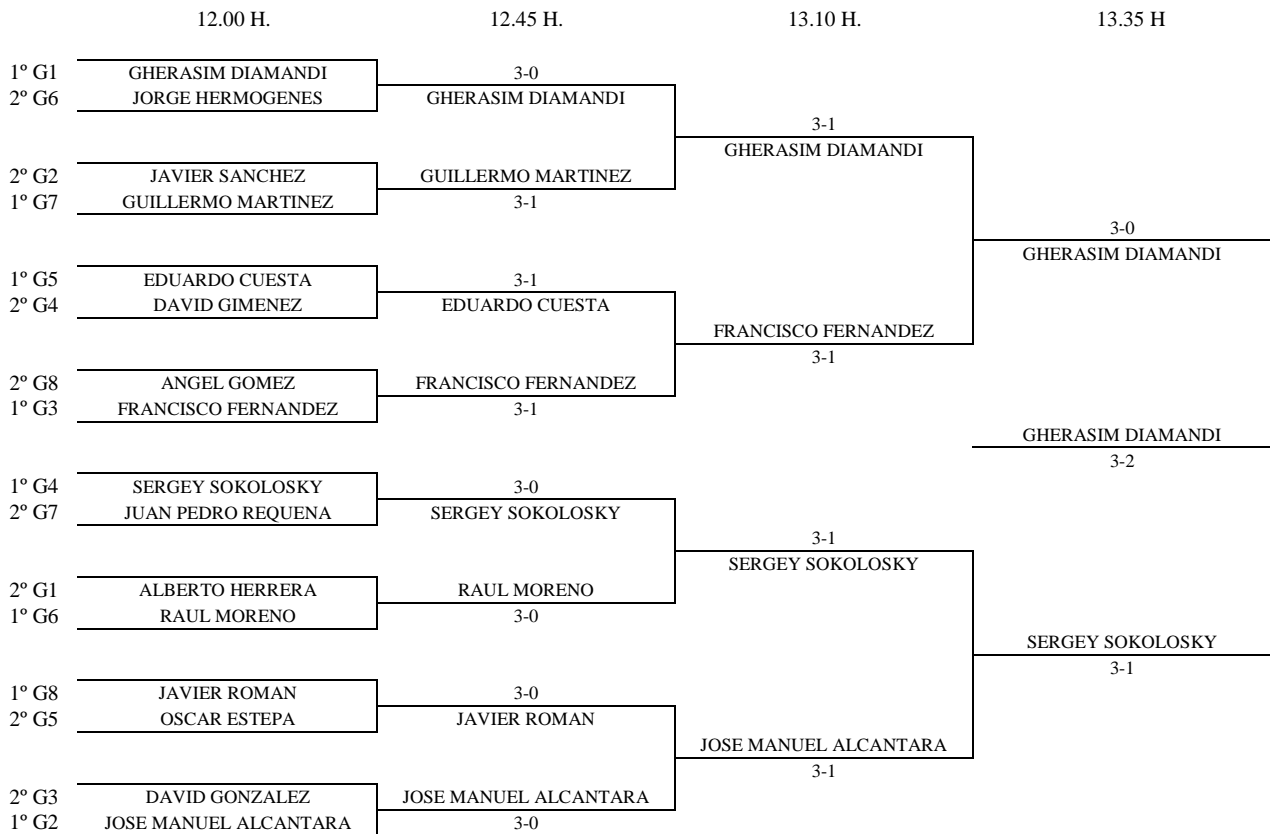 12.00 H. 12.45 H. 13.10 H. 13.35 H
1º G1 GHERASIM DIAMANDI 3-0
2º G6 JORGE HERMOGENES GHERASIM DIAMANDI
3-1
GHERASIM DIAMANDI
2º G2 JAVIER SANCHEZ GUILLERMO MARTINEZ
1º G7 GUILLERMO MARTINEZ 3-1
3-0
GHERASIM DIAMANDI
1º G5 EDUARDO CUESTA 3-1
2º G4 DAVID GIMENEZ EDUARDO CUESTA
FRANCISCO FERNANDEZ
3-1
2º G8 ANGEL GOMEZ FRANCISCO FERNANDEZ
1º G3 FRANCISCO FERNANDEZ 3-1
GHERASIM DIAMANDI
3-2
1º G4 SERGEY SOKOLOSKY 3-0
2º G7 JUAN PEDRO REQUENA SERGEY SOKOLOSKY
3-1
SERGEY SOKOLOSKY
2º G1 ALBERTO HERRERA RAUL MORENO
1º G6 RAUL MORENO 3-0
SERGEY SOKOLOSKY
3-1
1º G8 JAVIER ROMAN 3-0
2º G5 OSCAR ESTEPA JAVIER ROMAN
JOSE MANUEL ALCANTARA
3-1
2º G3 DAVID GONZALEZ JOSE MANUEL ALCANTARA
1º G2 JOSE MANUEL ALCANTARA 3-0